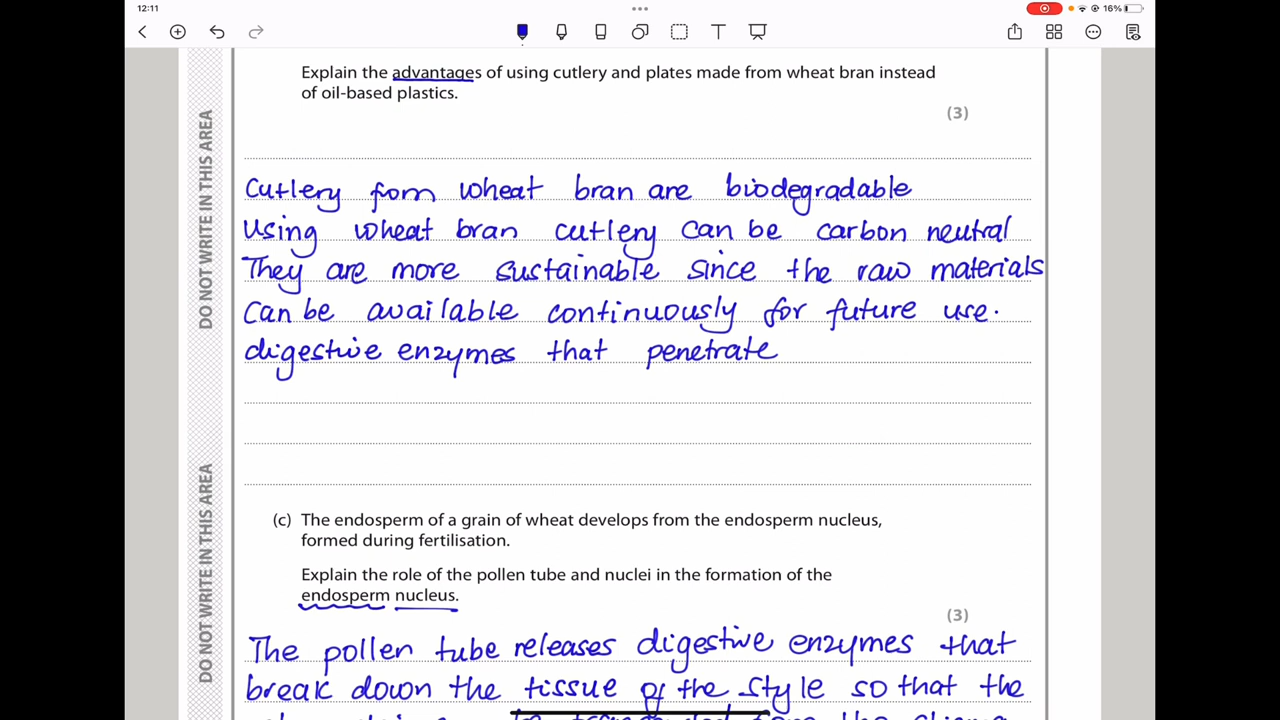 12:11
16%
Explain the advantages of using cutlery and plates made from wheat bran instead
of oil-based plastics.
(3)
DO NOT WRITE IN THIS AREA
Cutlery from wheat bran are biodegradable
Using wheat bran cutlery can be carbon neutral
They are more sustainable since the raw materials
Can be available continuously for future use.
digestive enzymes that penetrate
DO NOT WRITE IN THIS AREA
(c) The endosperm of a grain of wheat develops from the endosperm nucleus,
formed during fertilisation.
Explain the role of the pollen tube and nuclei in the formation of the
endosperm nucleus.
(3)
The pollen tube releases digestive enzymes that
break down the tissue of the style so that the